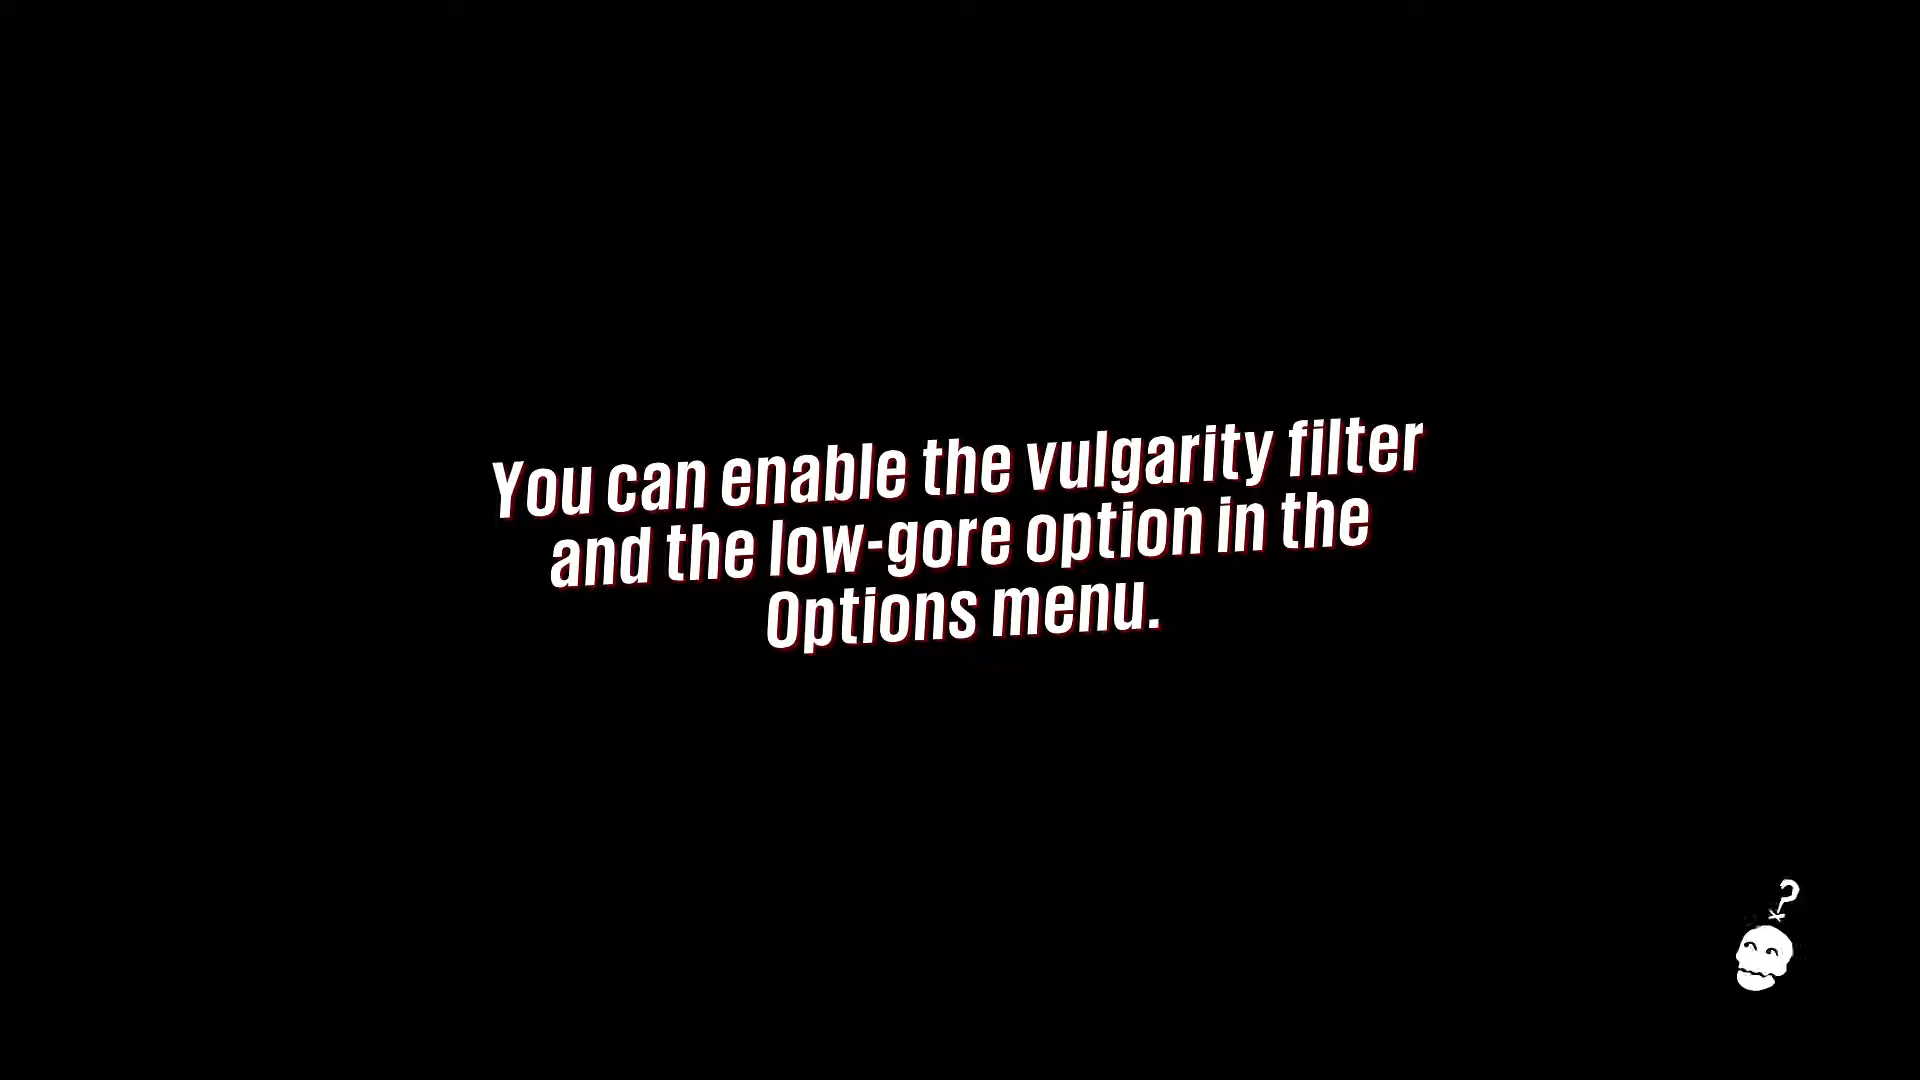 You can enable the vulgarity filter
and the low-gore option in the
Options menu.
?